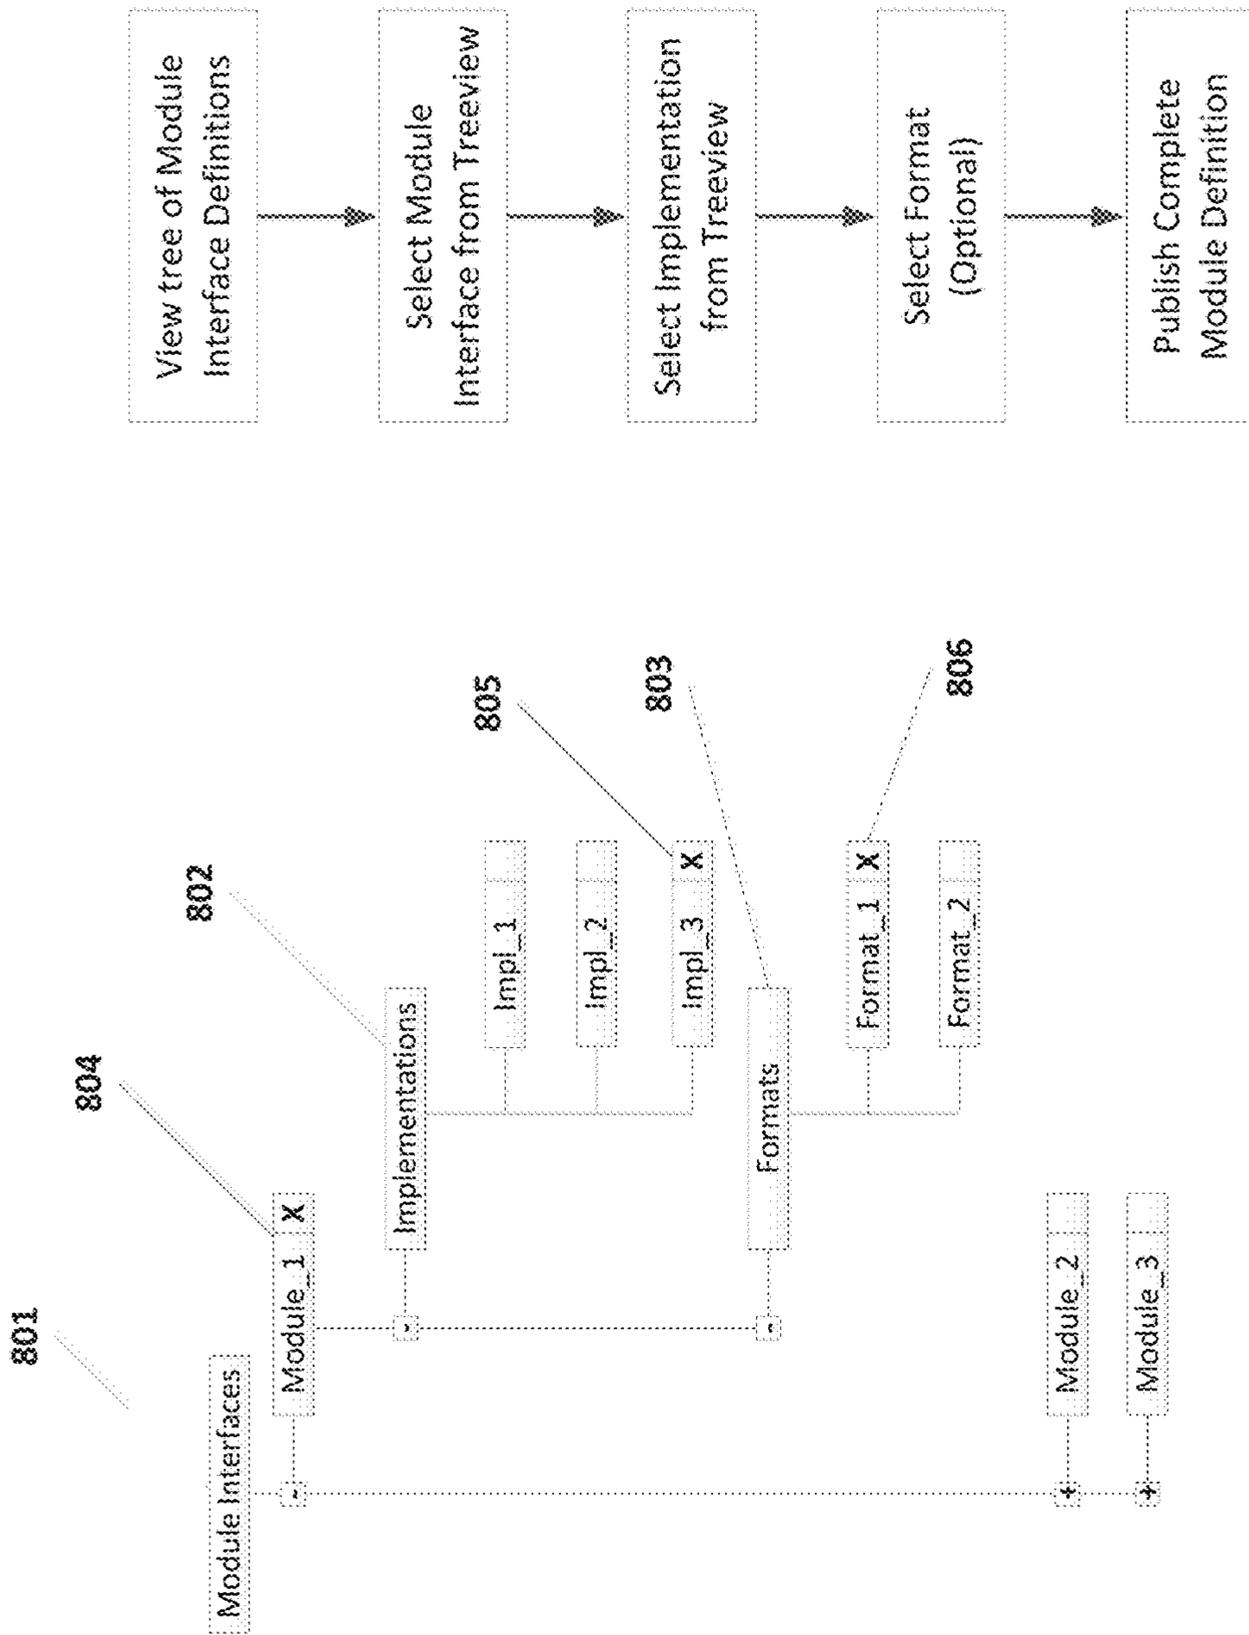 801
Module Interfaces
-
804
Module_1 X
802
-
Implementations
Impl_1
Impl_2
805
Impl_3 X
803
-
Formats
806
Format_1 X
Format_2
+
Module_2
+
Module_3
View tree of Module
Interface Definitions
Select Module
Interface from Treeview
Select Implementation
from Treeview
Select Format
(Optional)
Publish Complete
Module Definition